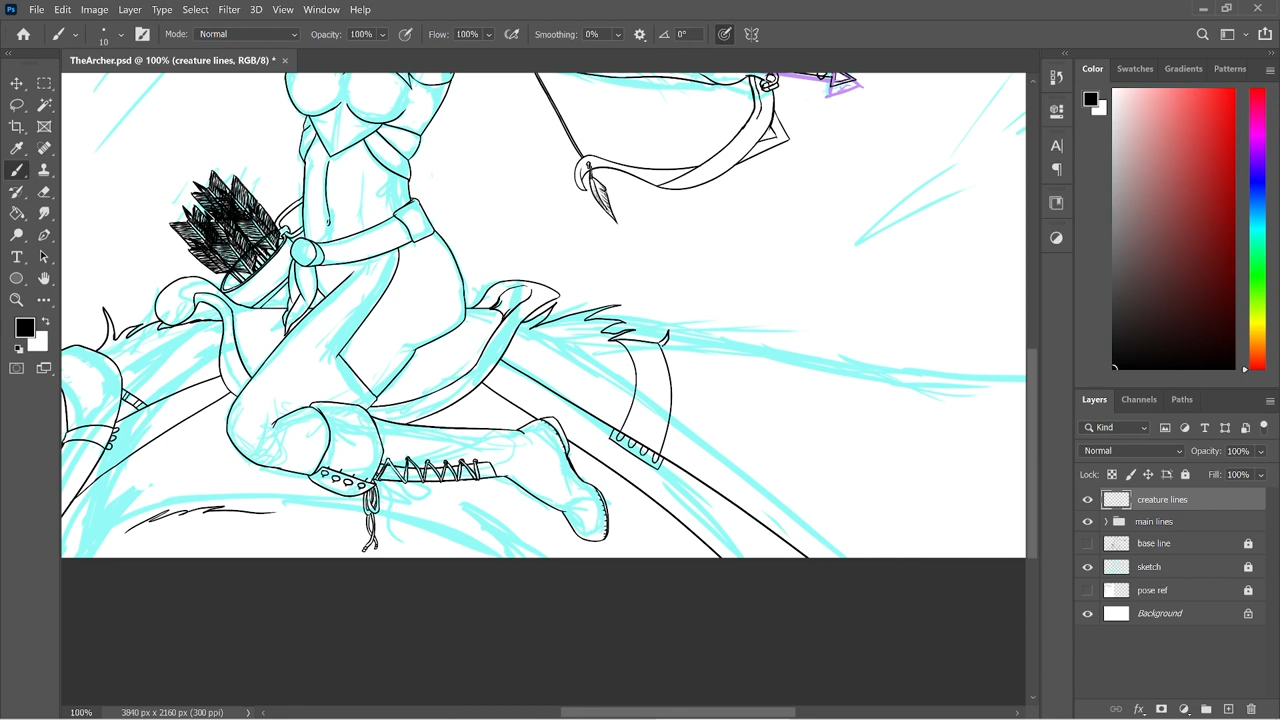 Ps File Edit Image Layer Type Select Filter 3D View Window Help
10 Mode: Normal Opacity: 100% Flow: 100% Smoothing: 0% 0°
TheArcher.psd @ 100% (creature lines, RGB/8) * ×
Color Swatches Gradients Patterns
Layers Channels Paths
Kind
Normal Opacity: 100%
Lock: Fill: 100%
creature lines
main lines
base line
sketch
pose ref
Background
fx
100% 3840 px x 2160 px (300 ppi)